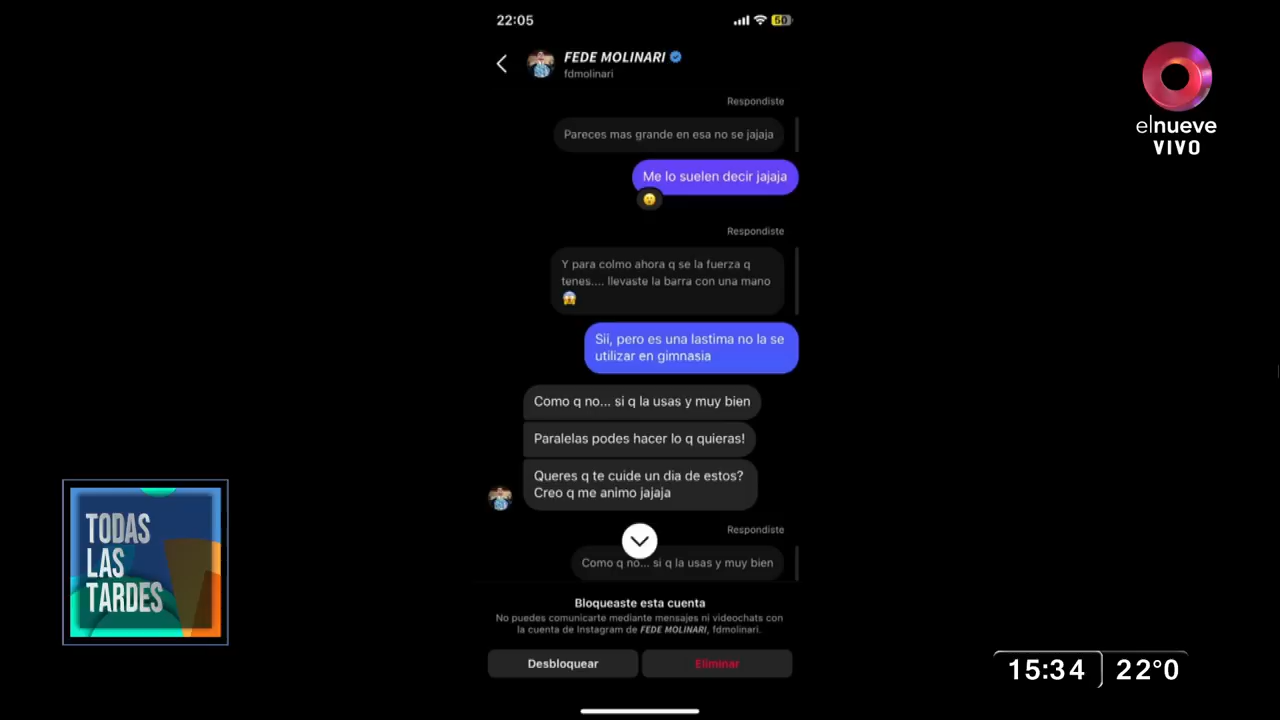 22:05
60
FEDE MOLINARI
fdmolinari
Respondiste
Pareces mas grande en esa no se jajaja
Me lo suelen decir jajaja
Respondiste
Y para colmo ahora q se la fuerza q
tenes.... llevaste la barra con una mano
😱
Sii, pero es una lastima no la se
utilizar en gimnasia
Como q no... si q la usas y muy bien
Paralelas podes hacer lo q quieras!
Queres q te cuide un dia de estos?
Creo q me animo jajaja
Respondiste
Como q no... si q la usas y muy bien
Bloqueaste esta cuenta
No puedes comunicarte mediante mensajes ni videochats con
la cuenta de Instagram de FEDE MOLINARI, fdmolinari.
Desbloquear
Eliminar
elnueve
VIVO
TODAS
LAS
TARDES
15:34
22°0